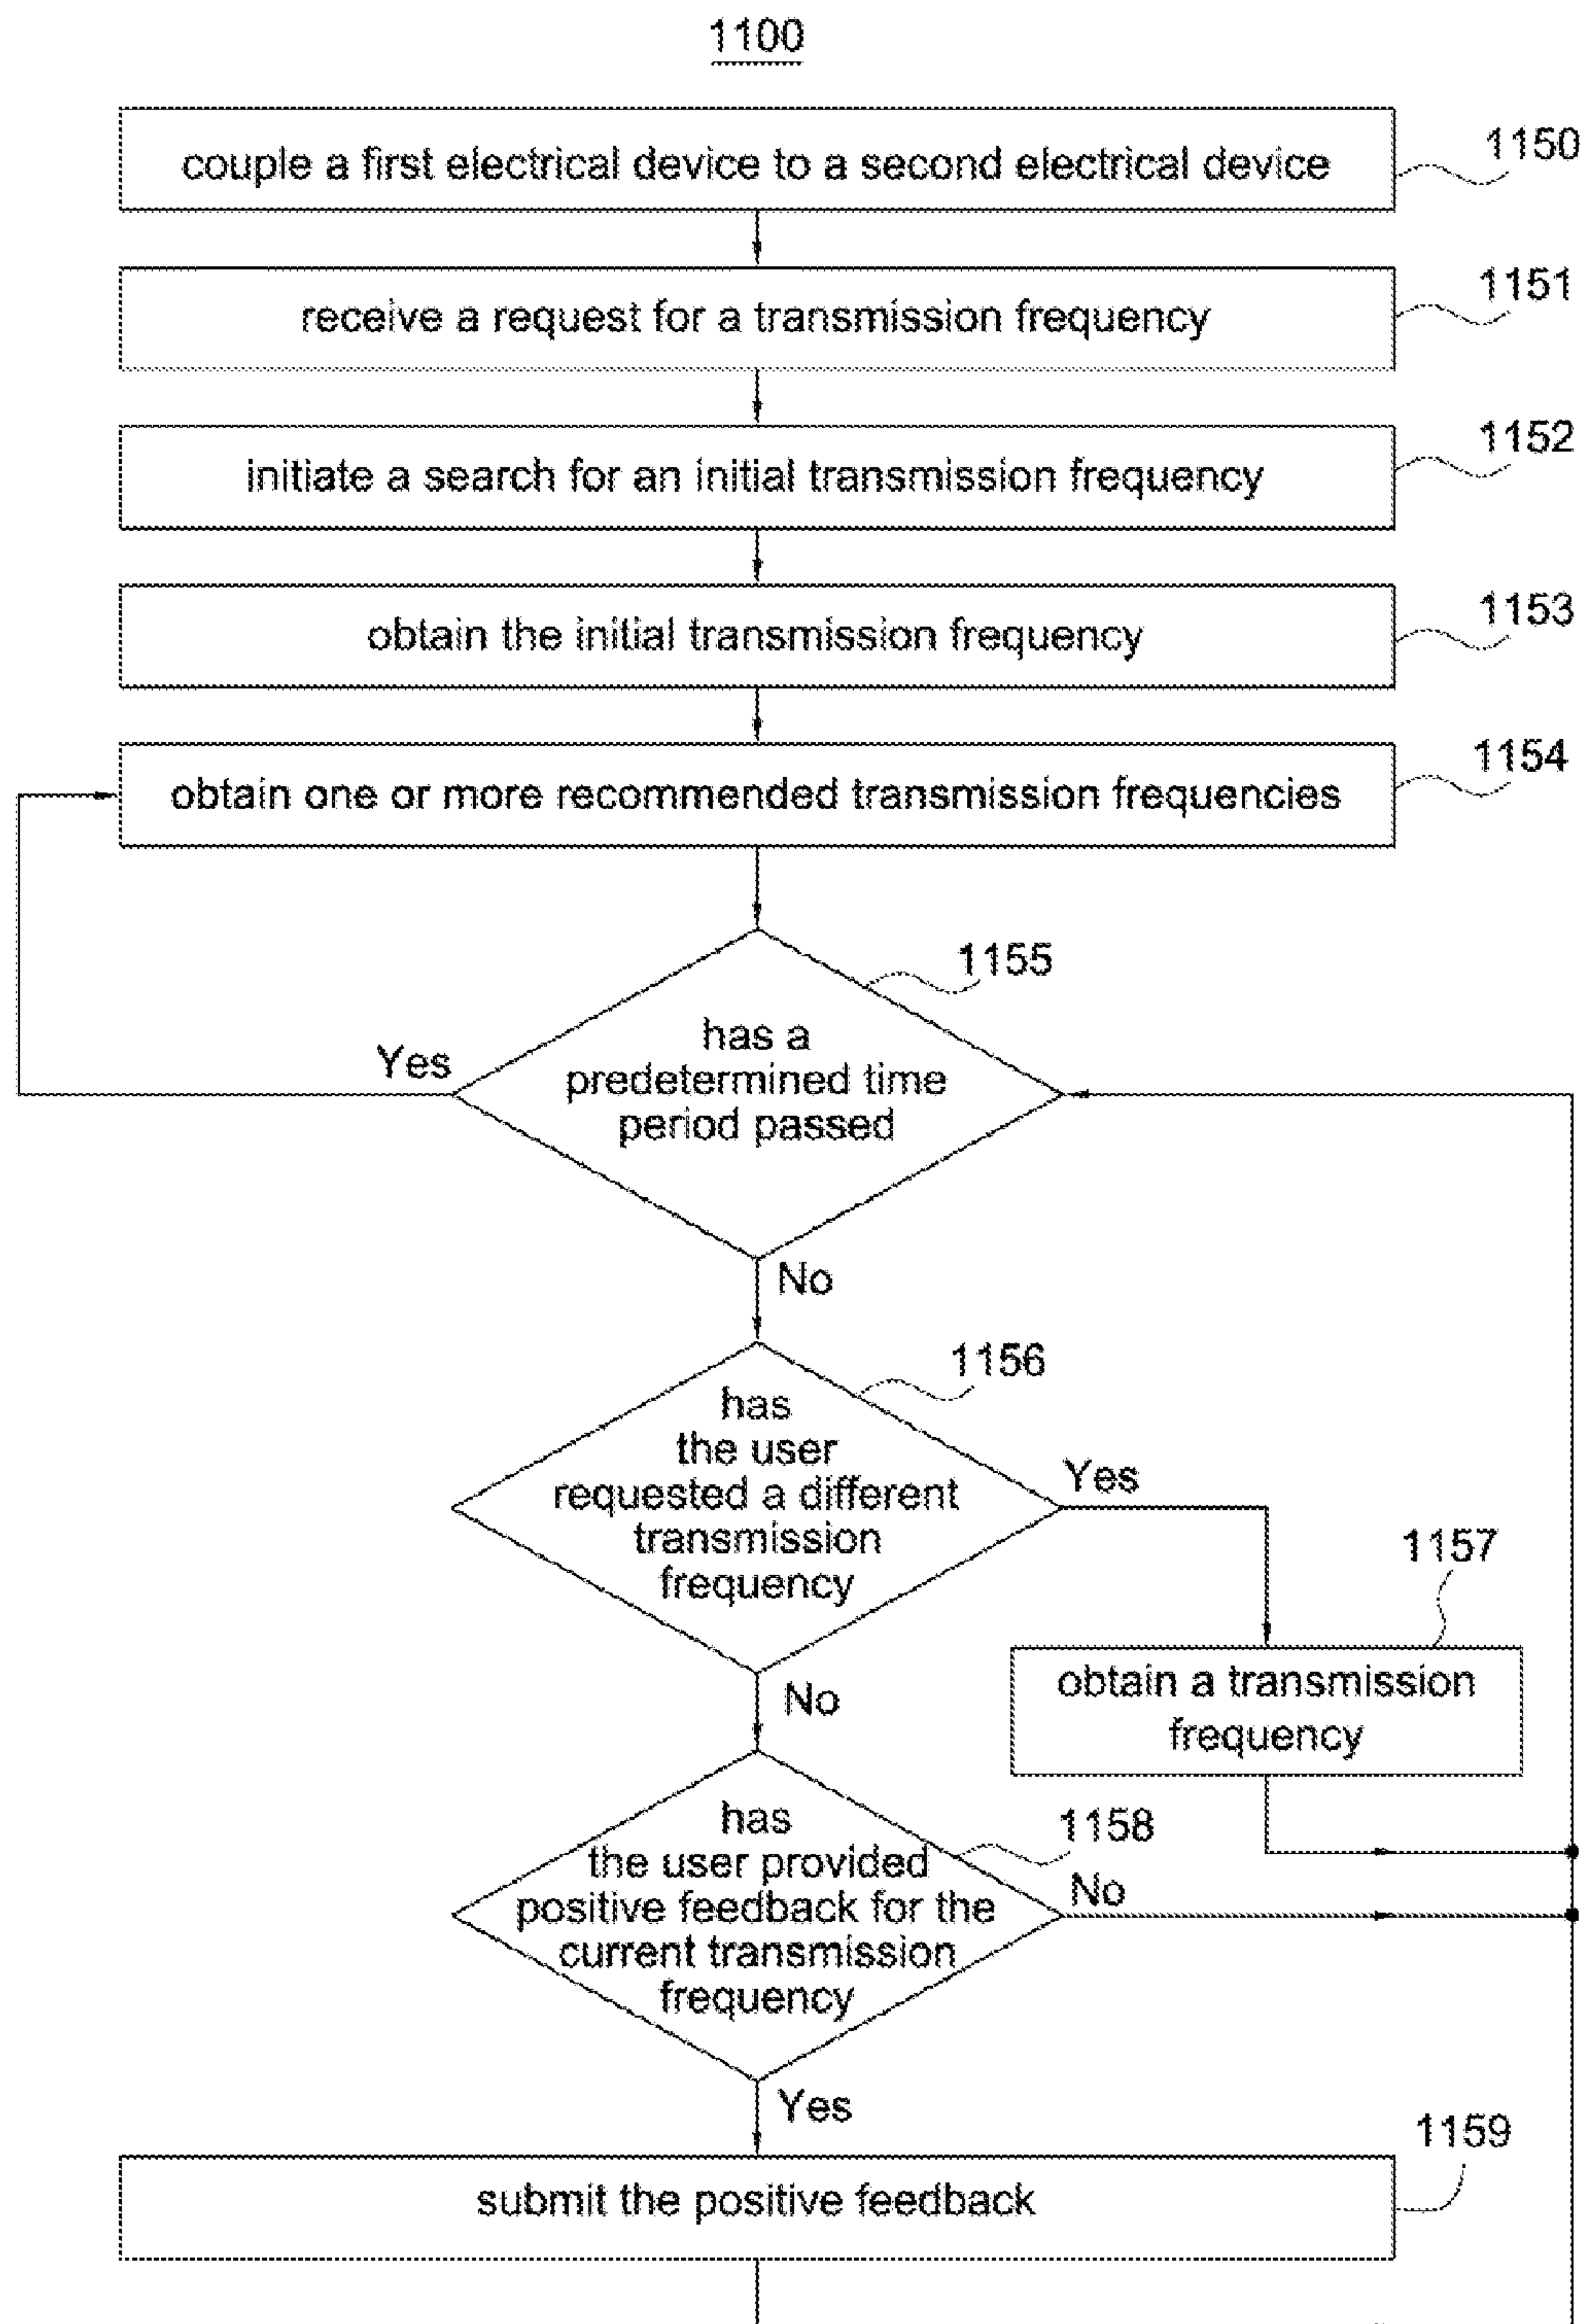 1100
couple a first electrical device to a second electrical device
1150
receive a request for a transmission frequency
1151
initiate a search for an initial transmission frequency
1152
obtain the initial transmission frequency
1153
obtain one or more recommended transmission frequencies
1154
1155
has a
predetermined time
period passed
Yes
No
1156
has
the user
requested a different
transmission
frequency
Yes
1157
obtain a transmission
frequency
No
1158
has
the user provided
positive feedback for the
current transmission
frequency
No
Yes
1159
submit the positive feedback